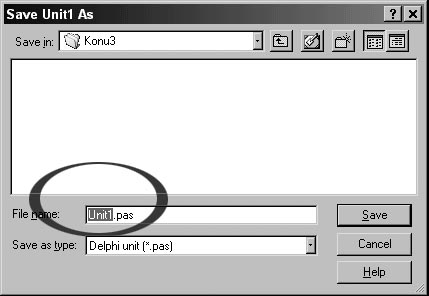 Save Unit1 As
Save in: Konu3
File name: Unit1.pas
Save
Save as type: Delphi unit (*.pas)
Cancel
Help